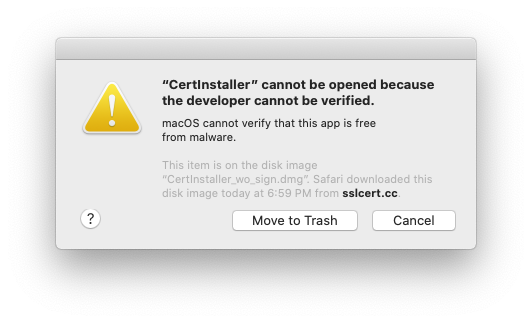 “CertInstaller” cannot be opened because
the developer cannot be verified.
macOS cannot verify that this app is free
from malware.
This item is on the disk image
“CertInstaller_wo_sign.dmg”. Safari downloaded this
disk image today at 6:59 PM from sslcert.cc.
?
Move to Trash
Cancel